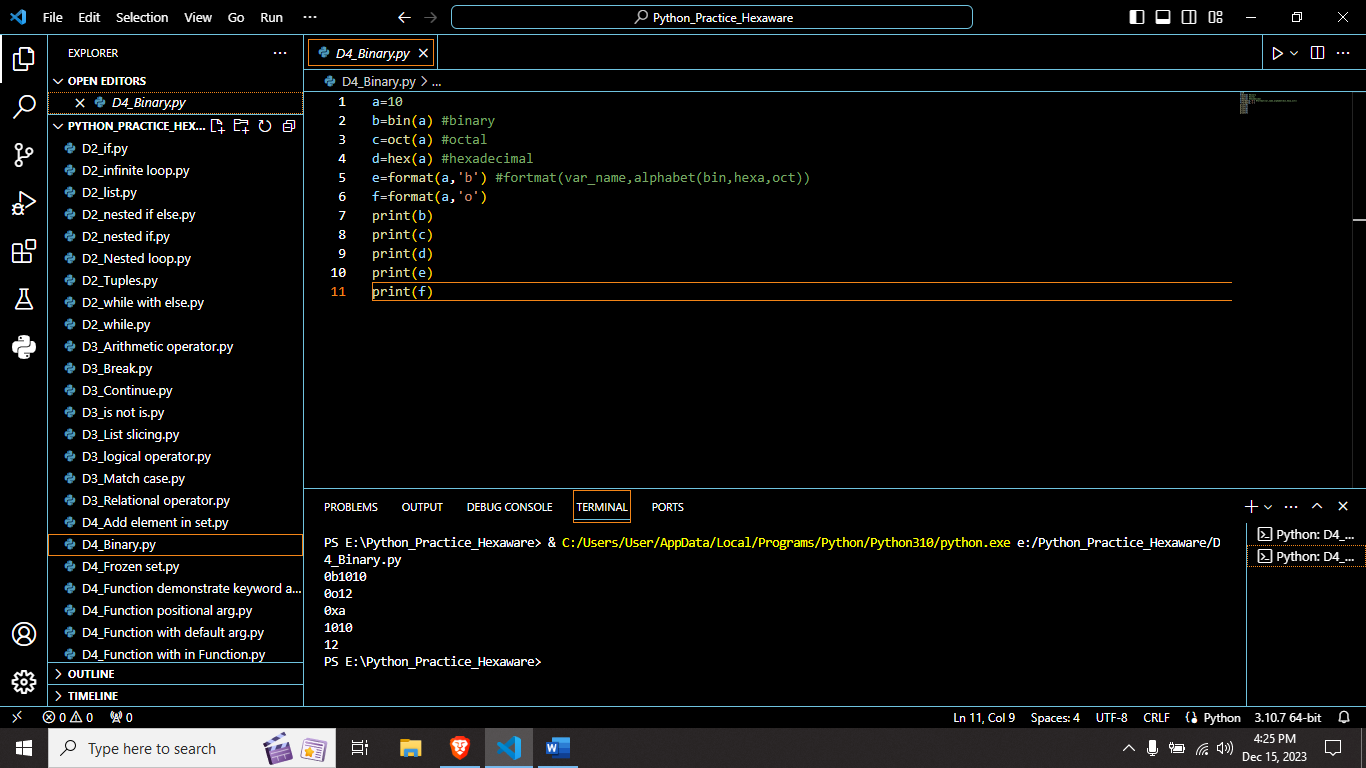 File Edit Selection View Go Run ···
Python_Practice_Hexaware
EXPLORER ···
OPEN EDITORS
D4_Binary.py
PYTHON_PRACTICE_HEX...
D2_if.py
D2_infinite loop.py
D2_list.py
D2_nested if else.py
D2_nested if.py
D2_Nested loop.py
D2_Tuples.py
D2_while with else.py
D2_while.py
D3_Arithmetic operator.py
D3_Break.py
D3_Continue.py
D3_is not is.py
D3_List slicing.py
D3_logical operator.py
D3_Match case.py
D3_Relational operator.py
D4_Add element in set.py
D4_Binary.py
D4_Frozen set.py
D4_Function demonstrate keyword a...
D4_Function positional arg.py
D4_Function with default arg.py
D4_Function with in Function.py
OUTLINE
TIMELINE
D4_Binary.py
D4_Binary.py > ...
1 a=10
2 b=bin(a) #binary
3 c=oct(a) #octal
4 d=hex(a) #hexadecimal
5 e=format(a,'b') #fortmat(var_name,alphabet(bin,hexa,oct))
6 f=format(a,'o')
7 print(b)
8 print(c)
9 print(d)
10 print(e)
11 print(f)
PROBLEMS OUTPUT DEBUG CONSOLE TERMINAL PORTS
PS E:\Python_Practice_Hexaware> & C:/Users/User/AppData/Local/Programs/Python/Python310/python.exe e:/Python_Practice_Hexaware/D
4_Binary.py
0b1010
0o12
0xa
1010
12
PS E:\Python_Practice_Hexaware>
Python: D4_...
Python: D4_...
0 0 0 Ln 11, Col 9 Spaces: 4 UTF-8 CRLF Python 3.10.7 64-bit
Type here to search
4:25 PM
Dec 15, 2023